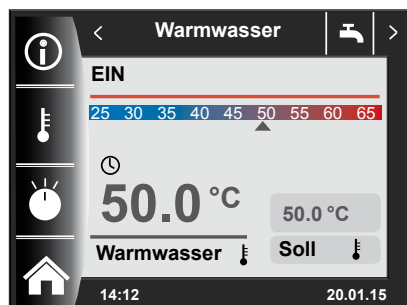 < Warmwasser >
EIN
25 30 35 40 45 50 55 60 65
50.0 °C
50.0 °C
Warmwasser
Soll
14:12 20.01.15